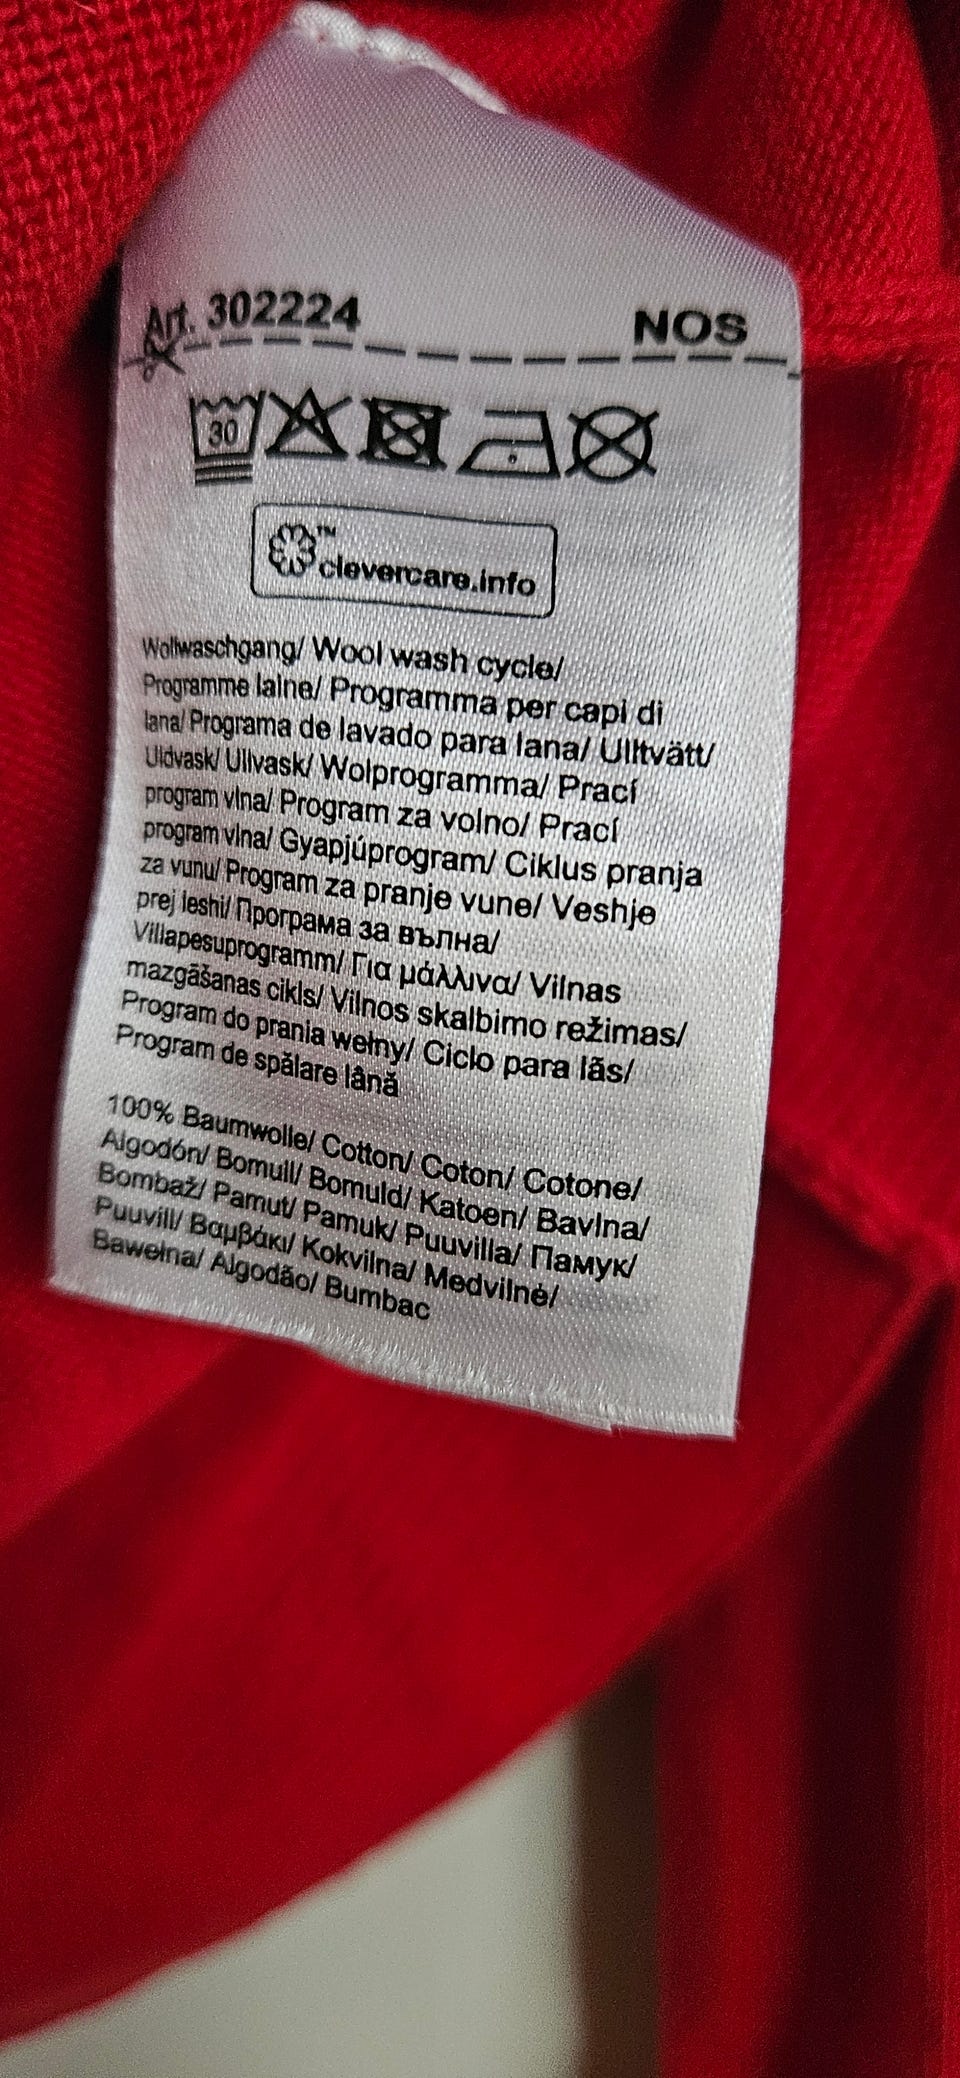 Art. 302224 NOS
30
clevercare.info™
Wollwaschgang/ Wool wash cycle/
Programme laine/ Programma per capi di
lana/ Programa de lavado para lana/ Ulltvätt/
Uldvask/ Ullvask/ Wolprogramma/ Prací
program vlna/ Program za volno/ Prací
program vlna/ Gyapjúprogram/ Ciklus pranja
za vunu/ Program za pranje vune/ Veshje
prej leshi/ Програма за вълна/
Villapesuprogramm/ Για μάλλινα/ Vilnas
mazgāšanas cikls/ Vilnos skalbimo režimas/
Program do prania wełny/ Ciclo para lãs/
Program de spălare lână
100% Baumwolle/ Cotton/ Coton/ Cotone/
Algodón/ Bomull/ Bomuld/ Katoen/ Bavlna/
Bombaž/ Pamut/ Pamuk/ Puuvilla/ Памук/
Puuvill/ Βαμβάκι/ Kokvilna/ Medvilnė/
Bawełna/ Algodão/ Bumbac